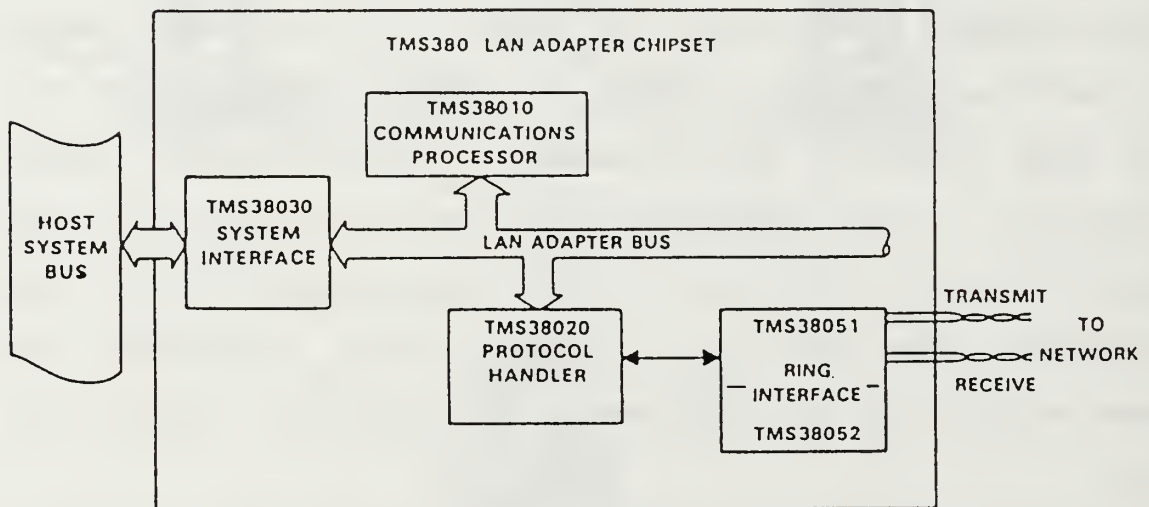 TMS380 LAN ADAPTER CHIPSET
TMS38010
COMMUNICATIONS
PROCESSOR
HOST
SYSTEM
BUS
TMS38030
SYSTEM
INTERFACE
LAN ADAPTER BUS
TMS38020
PROTOCOL
HANDLER
TMS38051
RING.
INTERFACE
TMS38052
TRANSMIT
TO
NETWORK
RECEIVE